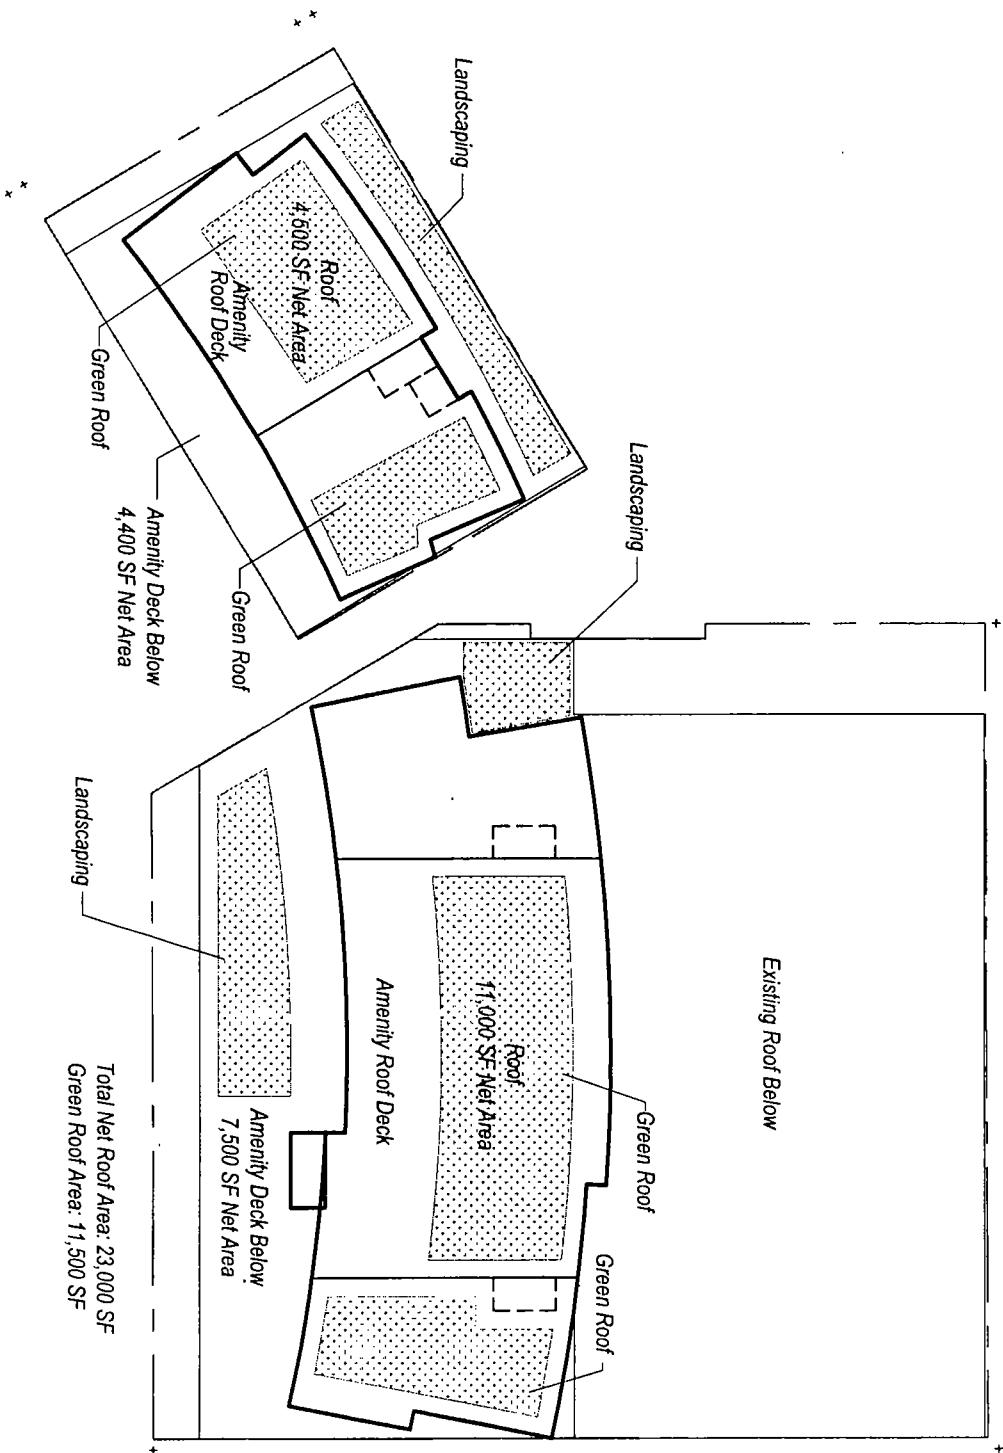 Landscaping
Roof
4,500 SF Net Area
Amenity
Roof Deck
Green Roof
Amenity Deck Below
4,400 SF Net Area
Green Roof
Landscaping
Existing Roof Below
Roof
11,000 SF Net Area
Green Roof
Amenity Roof Deck
Green Roof
Landscaping
Amenity Deck Below
7,500 SF Net Area
Total Net Roof Area: 23,000 SF
Green Roof Area: 11,500 SF